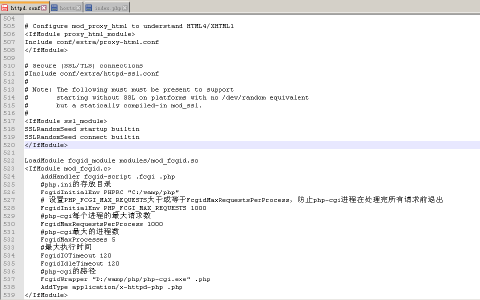 httpd.conf hosts index.php
504
505 # Configure mod_proxy_html to understand HTML4/XHTML1
506 <IfModule proxy_html_module>
507 Include conf/extra/proxy-html.conf
508 </IfModule>
509
510 # Secure (SSL/TLS) connections
511 #Include conf/extra/httpd-ssl.conf
512 #
513 # Note: The following must must be present to support
514 #       starting without SSL on platforms with no /dev/random equivalent
515 #       but a statically compiled-in mod_ssl.
516 #
517 <IfModule ssl_module>
518 SSLRandomSeed startup builtin
519 SSLRandomSeed connect builtin
520 </IfModule>
521
522 LoadModule fcgid_module modules/mod_fcgid.so
523 <IfModule mod_fcgid.c>
524 AddHandler fcgid-script .fcgi .php
525 #php.ini的存放目录
526 FcgidInitialEnv PHPRC "C:/wamp/php"
527 # 设置PHP_FCGI_MAX_REQUESTS大于或等于FcgidMaxRequestsPerProcess，防止php-cgi进程在处理完所有请求前退出
528 FcgidInitialEnv PHP_FCGI_MAX_REQUESTS 1000
529 #php-cgi每个进程的最大请求数
530 FcgidMaxRequestsPerProcess 1000
531 #php-cgi最大的进程数
532 FcgidMaxProcesses 5
533 #最大执行时间
534 FcgidIOTimeout 120
535 FcgidIdleTimeout 120
536 #php-cgi的路径
537 FcgidWrapper "D:/wamp/php/php-cgi.exe" .php
538 AddType application/x-httpd-php .php
539 </IfModule>